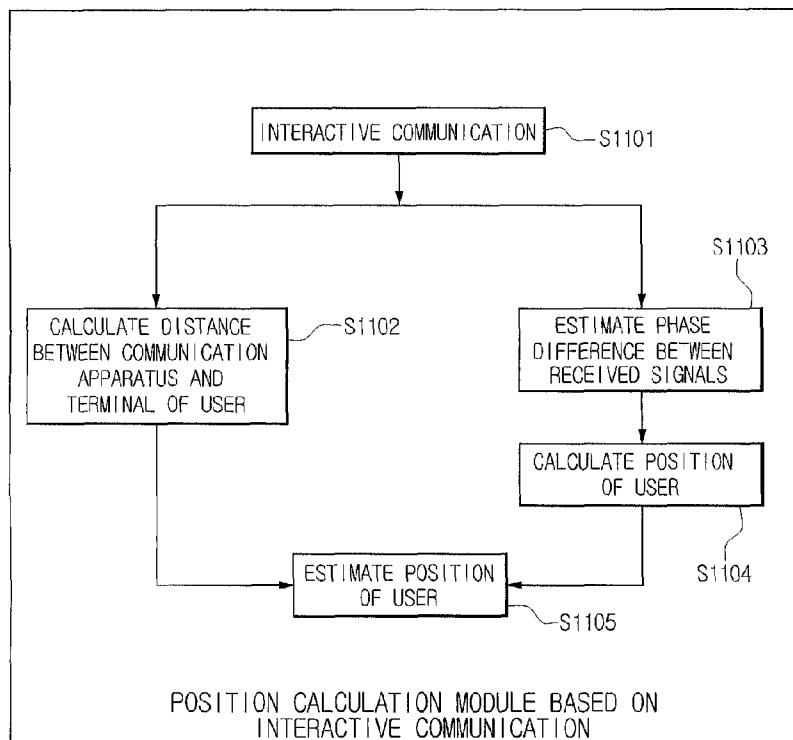 INTERACTIVE COMMUNICATION
S1101
S1103
CALCULATE DISTANCE
BETWEEN COMMUNICATION
APPARATUS AND
TERMINAL OF USER
S1102
ESTIMATE PHASE
DIFFERENCE BETWEEN
RECEIVED SIGNALS
CALCULATE POSITION
OF USER
S1104
ESTIMATE POSITION
OF USER
S1105
POSITION CALCULATION MODULE BASED ON
INTERACTIVE COMMUNICATION